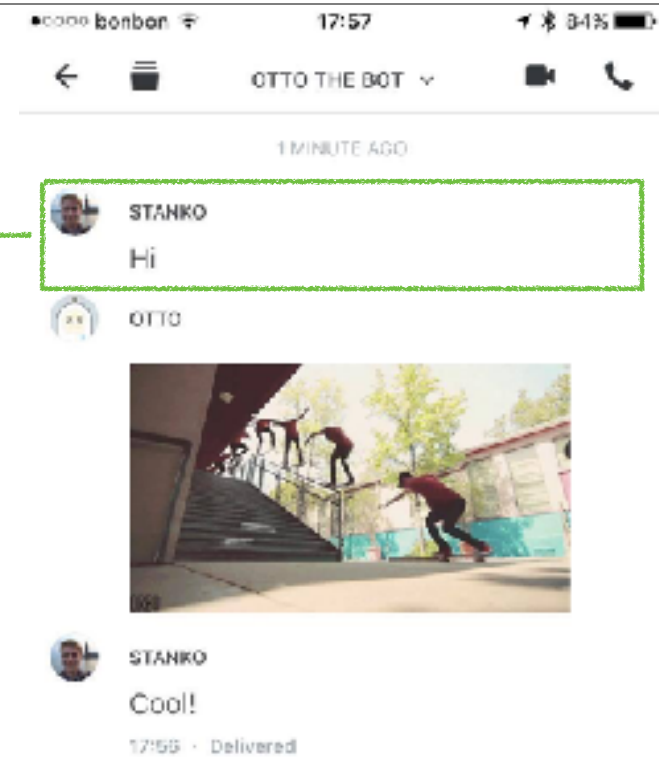 bonbon 17:57 84%
OTTO THE BOT
1 MINUTE AGO
STANKO
Hi
OTTO
STANKO
Cool!
17:56 · Delivered